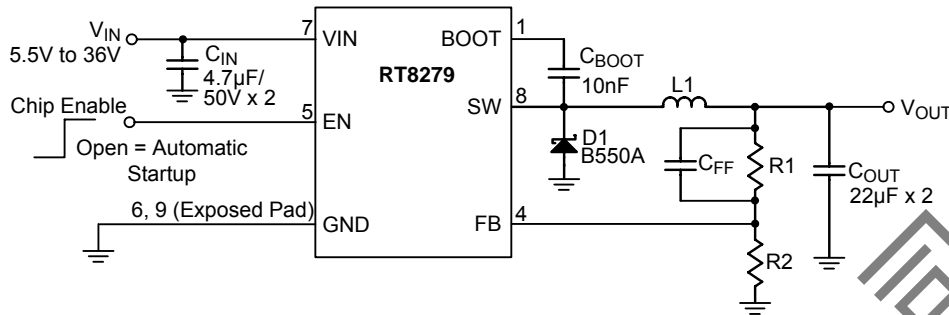 V_IN
5.5V to 36V
7
VIN
C_IN
4.7µF/
50V x 2
Chip Enable
5
EN
Open = Automatic
Startup
6, 9 (Exposed Pad)
GND
RT8279
BOOT
1
C_BOOT
10nF
SW
8
L1
V_OUT
D1
B550A
C_FF
R1
C_OUT
22µF x 2
FB
4
R2